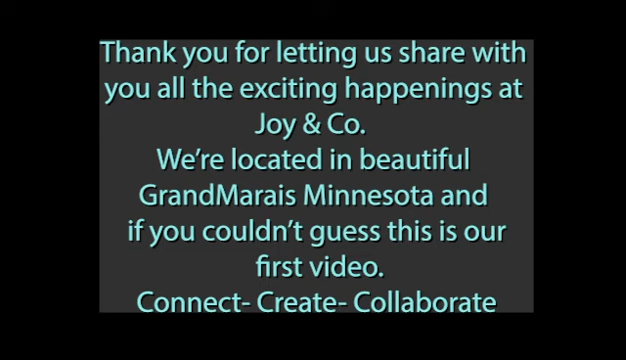 Thank you for letting us share with
you all the exciting happenings at
Joy & Co.
We're located in beautiful
GrandMarais Minnesota and
if you couldn't guess this is our
first video.
Connect- Create- Collaborate